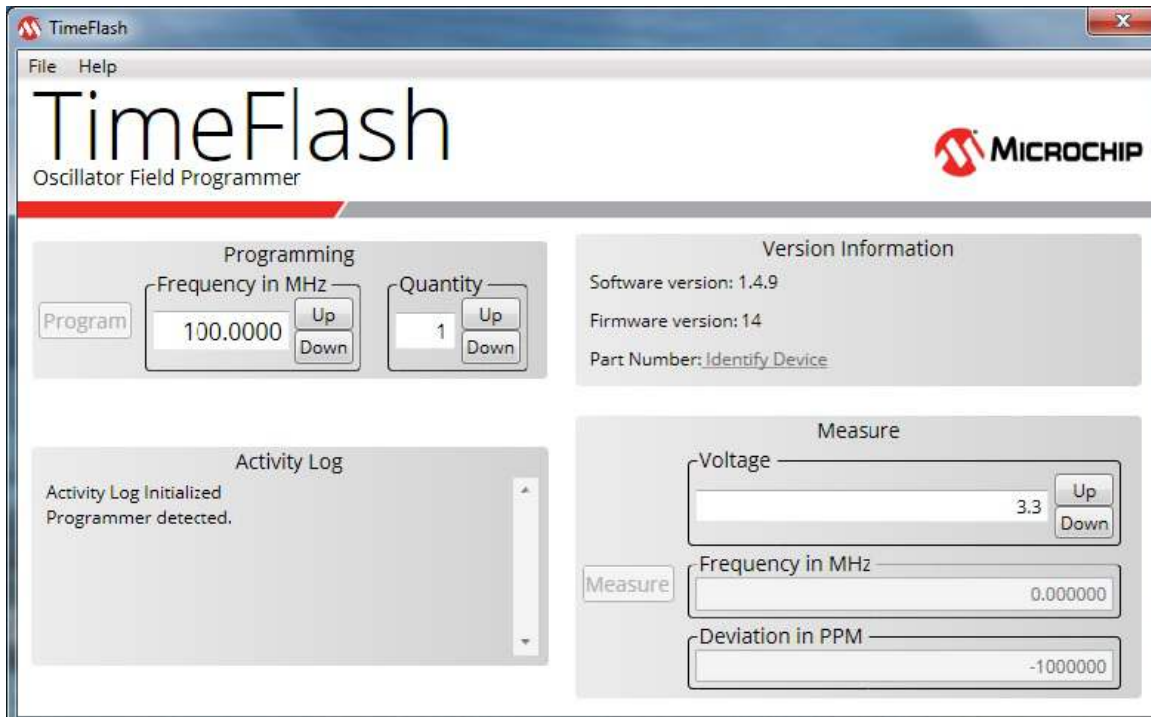 TimeFlash
File Help
TimeFlash
Oscillator Field Programmer
MICROCHIP
Programming
Frequency in MHz
Quantity
Program
100.0000
Up
Down
1
Up
Down
Version Information
Software version: 1.4.9
Firmware version: 14
Part Number: Identify Device
Activity Log
Activity Log Initialized
Programmer detected.
Measure
Voltage
3.3
Up
Down
Measure
Frequency in MHz
0.000000
Deviation in PPM
-1000000